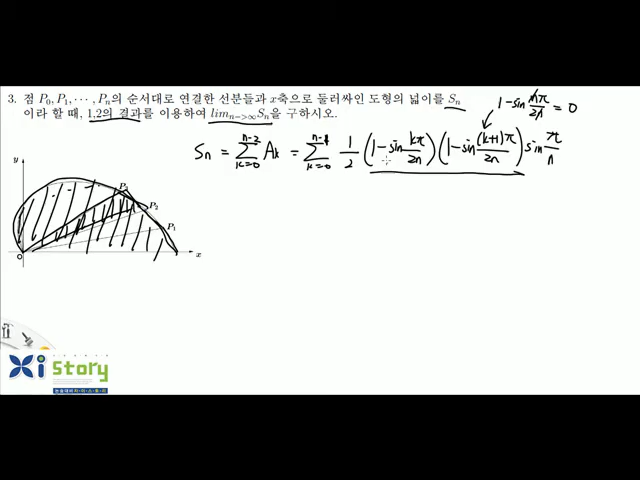 3. 점 P₀, P₁, ⋯, Pₙ의 순서대로 연결한 선분들과 x축으로 둘러싸인 도형의 넓이를 Sₙ
이라 할 때, 1,2의 결과를 이용하여 lim_{n->∞}Sₙ을 구하시오.
1-sin nπ/2n = 0
Sₙ = Σ_{k=0}^{n-2} Aₖ = Σ_{k=0}^{n-1} 1/2 (1-sin kπ/2n)(1-sin (k+1)π/2n) sin π/n
y
P₂
P₁
x
O
Xi Story